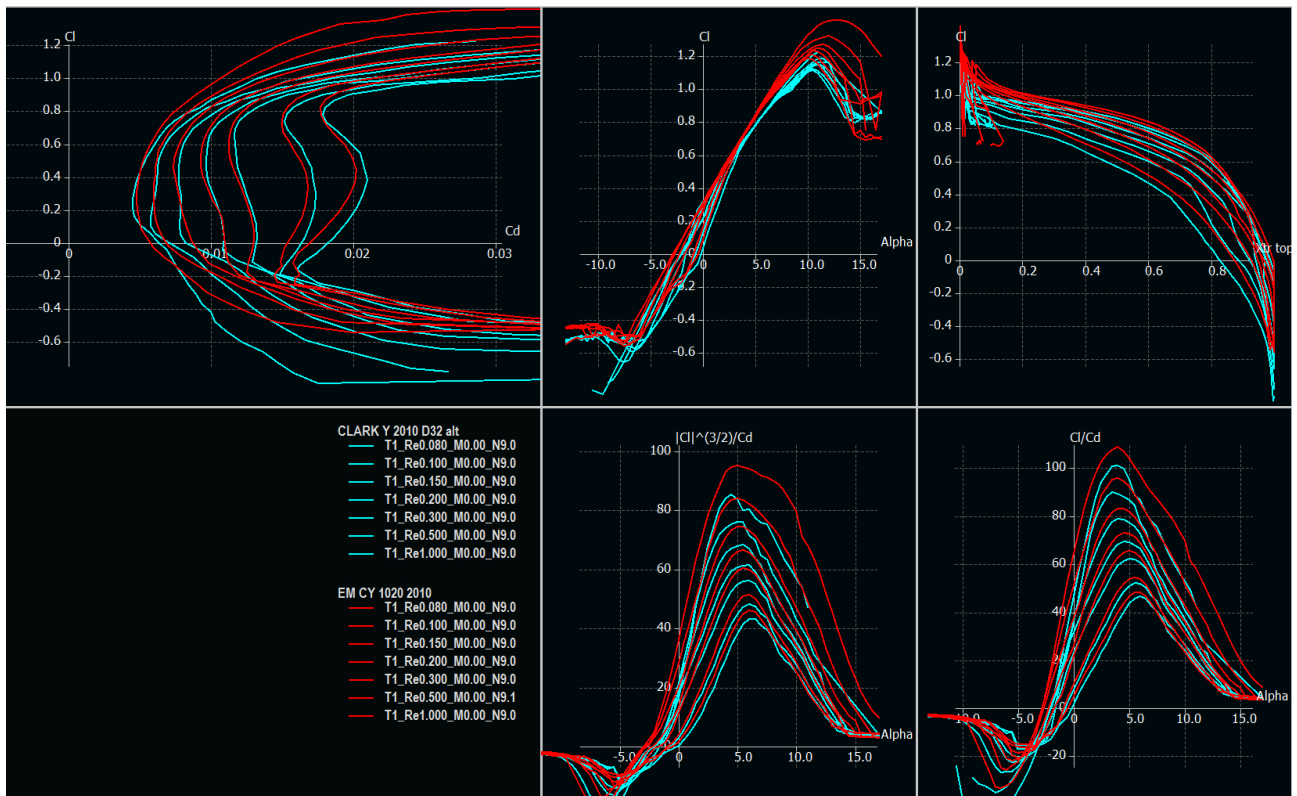 Cl
1.2
1.0
0.8
0.6
0.4
0.2
0
-0.2
-0.4
-0.6
0
0.01
0.02
0.03
Cd
Cl
1.2
1.0
0.8
0.6
0.4
0.2
0
-0.6
-10.0
-5.0
0
5.0
10.0
15.0
Alpha
Cl
1.2
1.0
0.8
0.6
0.4
0.2
0
-0.2
-0.4
-0.6
0
0.2
0.4
0.6
0.8
Xtr top
CLARK Y 2010 D32 alt
T1_Re0.080_M0.00_N9.0
T1_Re0.100_M0.00_N9.0
T1_Re0.150_M0.00_N9.0
T1_Re0.200_M0.00_N9.0
T1_Re0.300_M0.00_N9.0
T1_Re0.500_M0.00_N9.0
T1_Re1.000_M0.00_N9.0
EM CY 1020 2010
T1_Re0.080_M0.00_N9.0
T1_Re0.100_M0.00_N9.0
T1_Re0.150_M0.00_N9.0
T1_Re0.200_M0.00_N9.0
T1_Re0.300_M0.00_N9.0
T1_Re0.500_M0.00_N9.1
T1_Re1.000_M0.00_N9.0
|Cl|^(3/2)/Cd
100
80
60
40
20
-5.0
0
5.0
10.0
15.0
Alpha
Cl/Cd
100
80
60
40
20
0
-20
-10.0
-5.0
0
5.0
10.0
15.0
Alpha